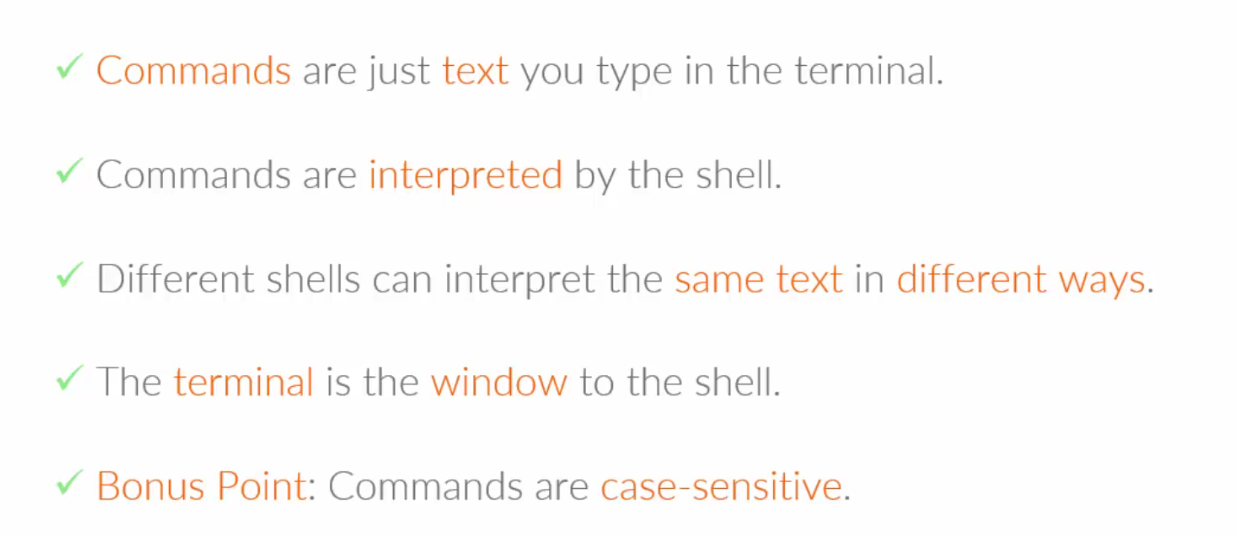 ✓ Commands are just text you type in the terminal.
✓ Commands are interpreted by the shell.
✓ Different shells can interpret the same text in different ways.
✓ The terminal is the window to the shell.
✓ Bonus Point: Commands are case-sensitive.